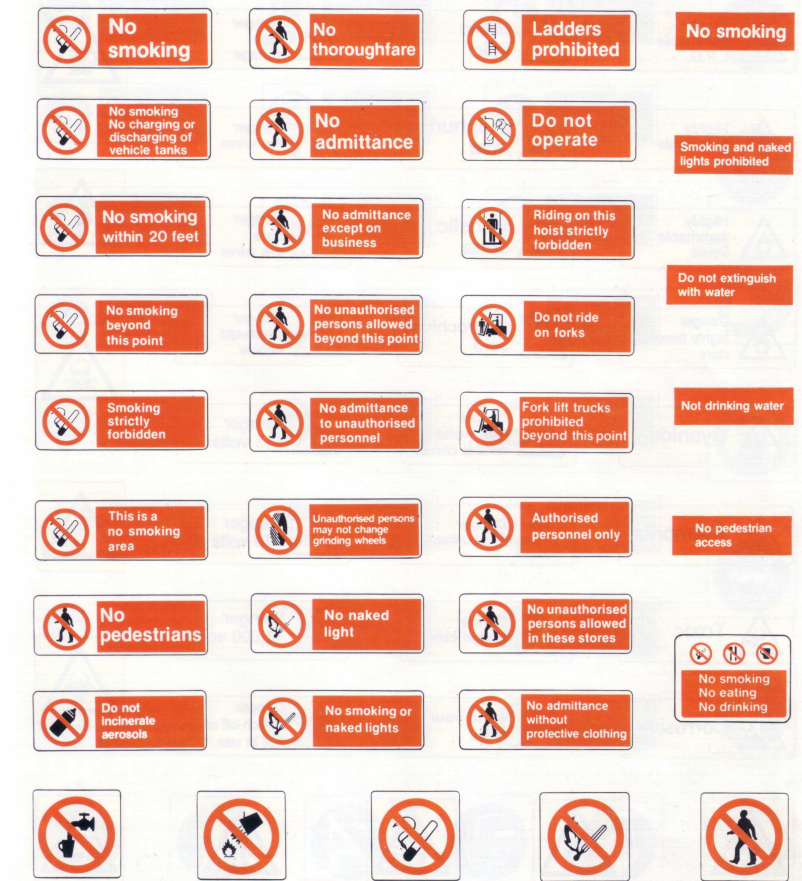 No
smoking
No
thoroughfare
Ladders
prohibited
No smoking
No smoking
No charging or
discharging of
vehicle tanks
No
admittance
Do not
operate
Smoking and naked
lights prohibited
No smoking
within 20 feet
No admittance
except on
business
Riding on this
hoist strictly
forbidden
Do not extinguish
with water
No smoking
beyond
this point
No unauthorised
persons allowed
beyond this point
Do not ride
on forks
Smoking
strictly
forbidden
No admittance
to unauthorised
personnel
Fork lift trucks
prohibited
beyond this point
Not drinking water
This is a
no smoking
area
Unauthorised persons
may not change
grinding wheels
Authorised
personnel only
No pedestrian
access
No
pedestrians
No naked
light
No unauthorised
persons allowed
in these stores
No smoking
No eating
No drinking
Do not
incinerate
aerosols
No smoking or
naked lights
No admittance
without
protective clothing